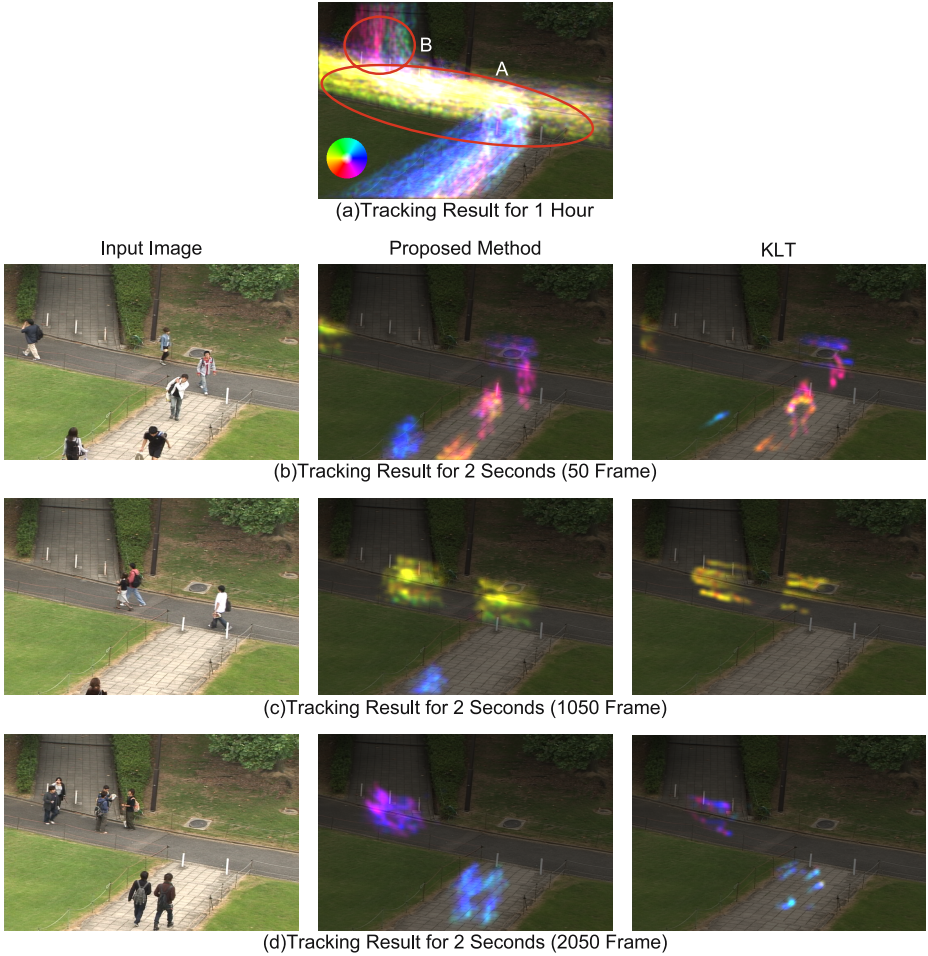 B
A
(a)Tracking Result for 1 Hour
Input Image
Proposed Method
KLT
(b)Tracking Result for 2 Seconds (50 Frame)
(c)Tracking Result for 2 Seconds (1050 Frame)
(d)Tracking Result for 2 Seconds (2050 Frame)